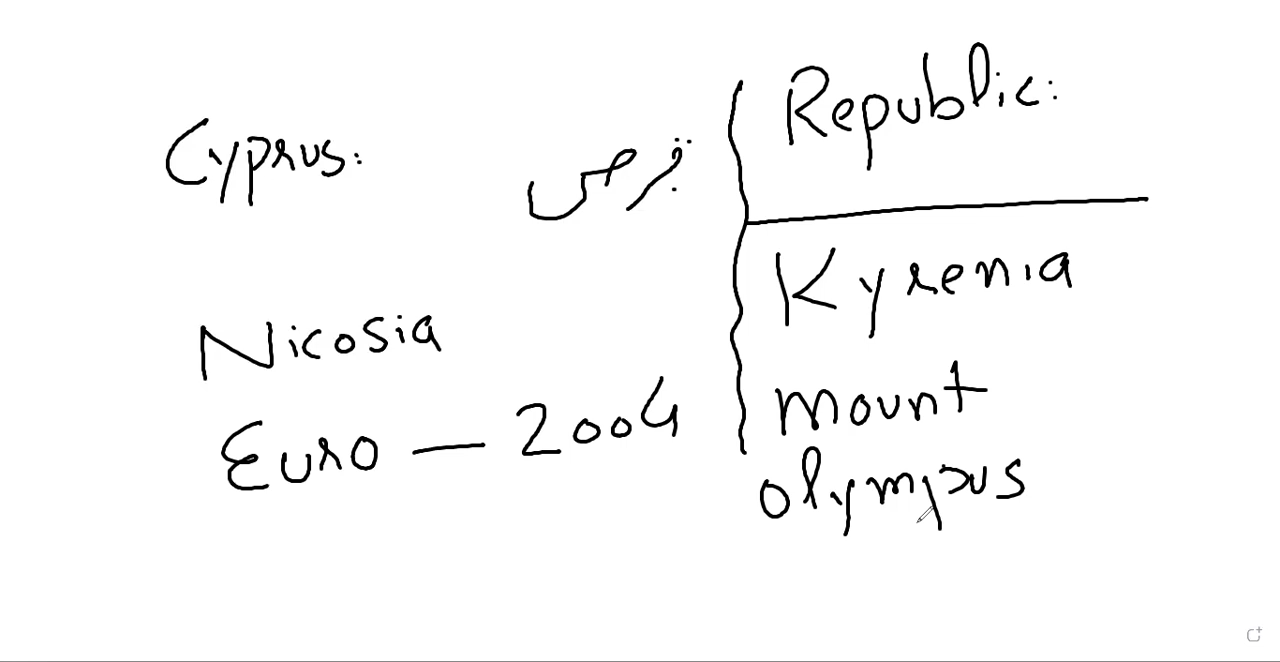 Cyprus:
قبرص
Nicosia
Euro — 2004
Republic:
Kyrenia
mount
olympus